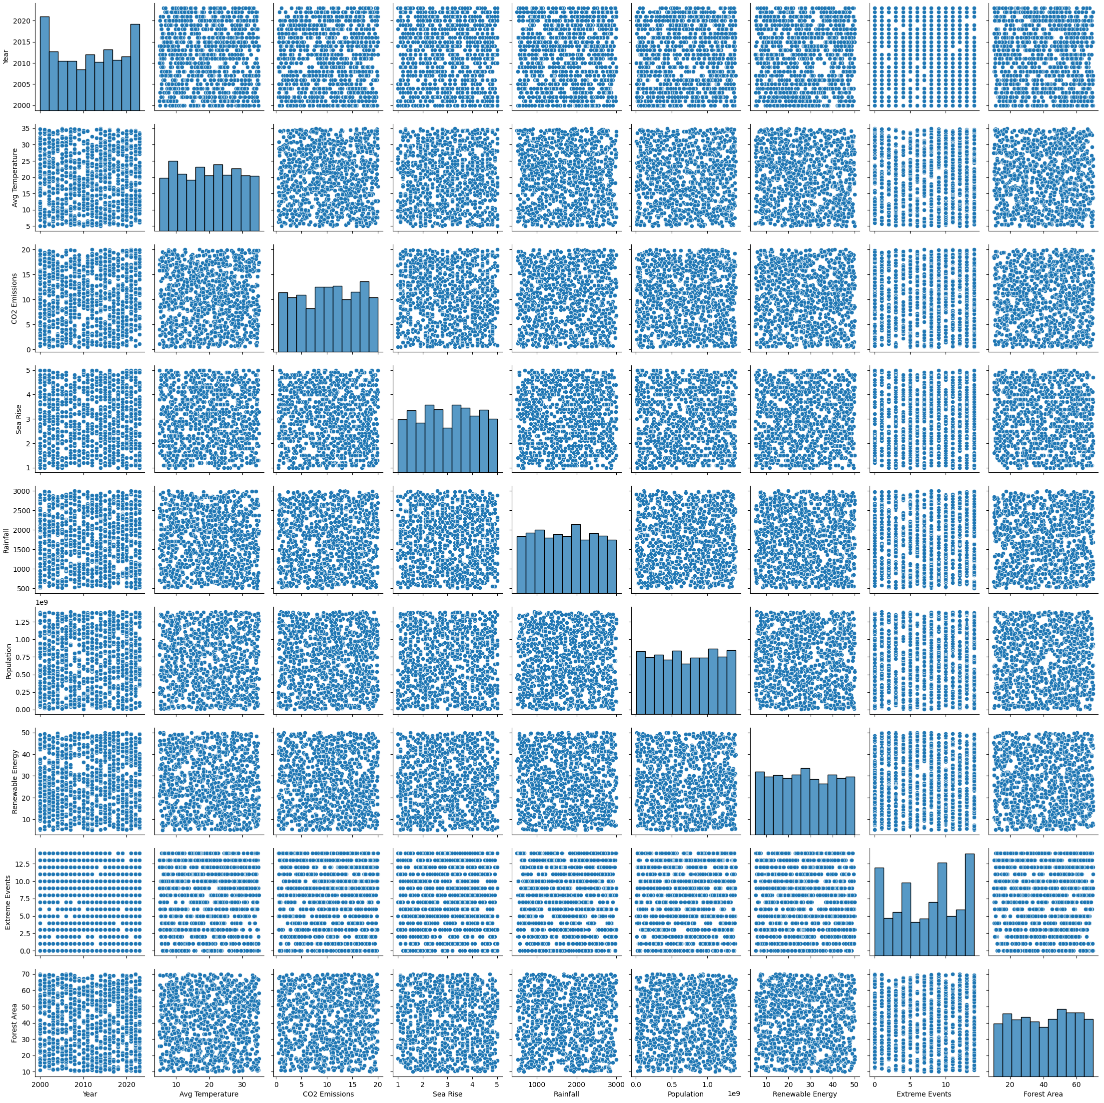 Year
2020
2015
2010
2005
2000
Avg Temperature
35
30
25
20
15
10
5
CO2 Emissions
20
15
10
5
0
Sea Rise
5
4
3
2
1
Rainfall
3000
2500
2000
1500
1000
500
1e9
Population
1.25
1.00
0.75
0.50
0.25
0.00
Renewable Energy
50
40
30
20
10
Extreme Events
12.5
10.0
7.5
5.0
2.5
0.0
Forest Area
70
60
50
40
30
20
10
2000 2010 2020
10 20 30
0 5 10 15 20
1 2 3 4 5
1000 2000 3000
0.0 0.5 1.0
1e9
10 20 30 40 50
0 5 10
20 40 60
Year
Avg Temperature
CO2 Emissions
Sea Rise
Rainfall
Population
Renewable Energy
Extreme Events
Forest Area